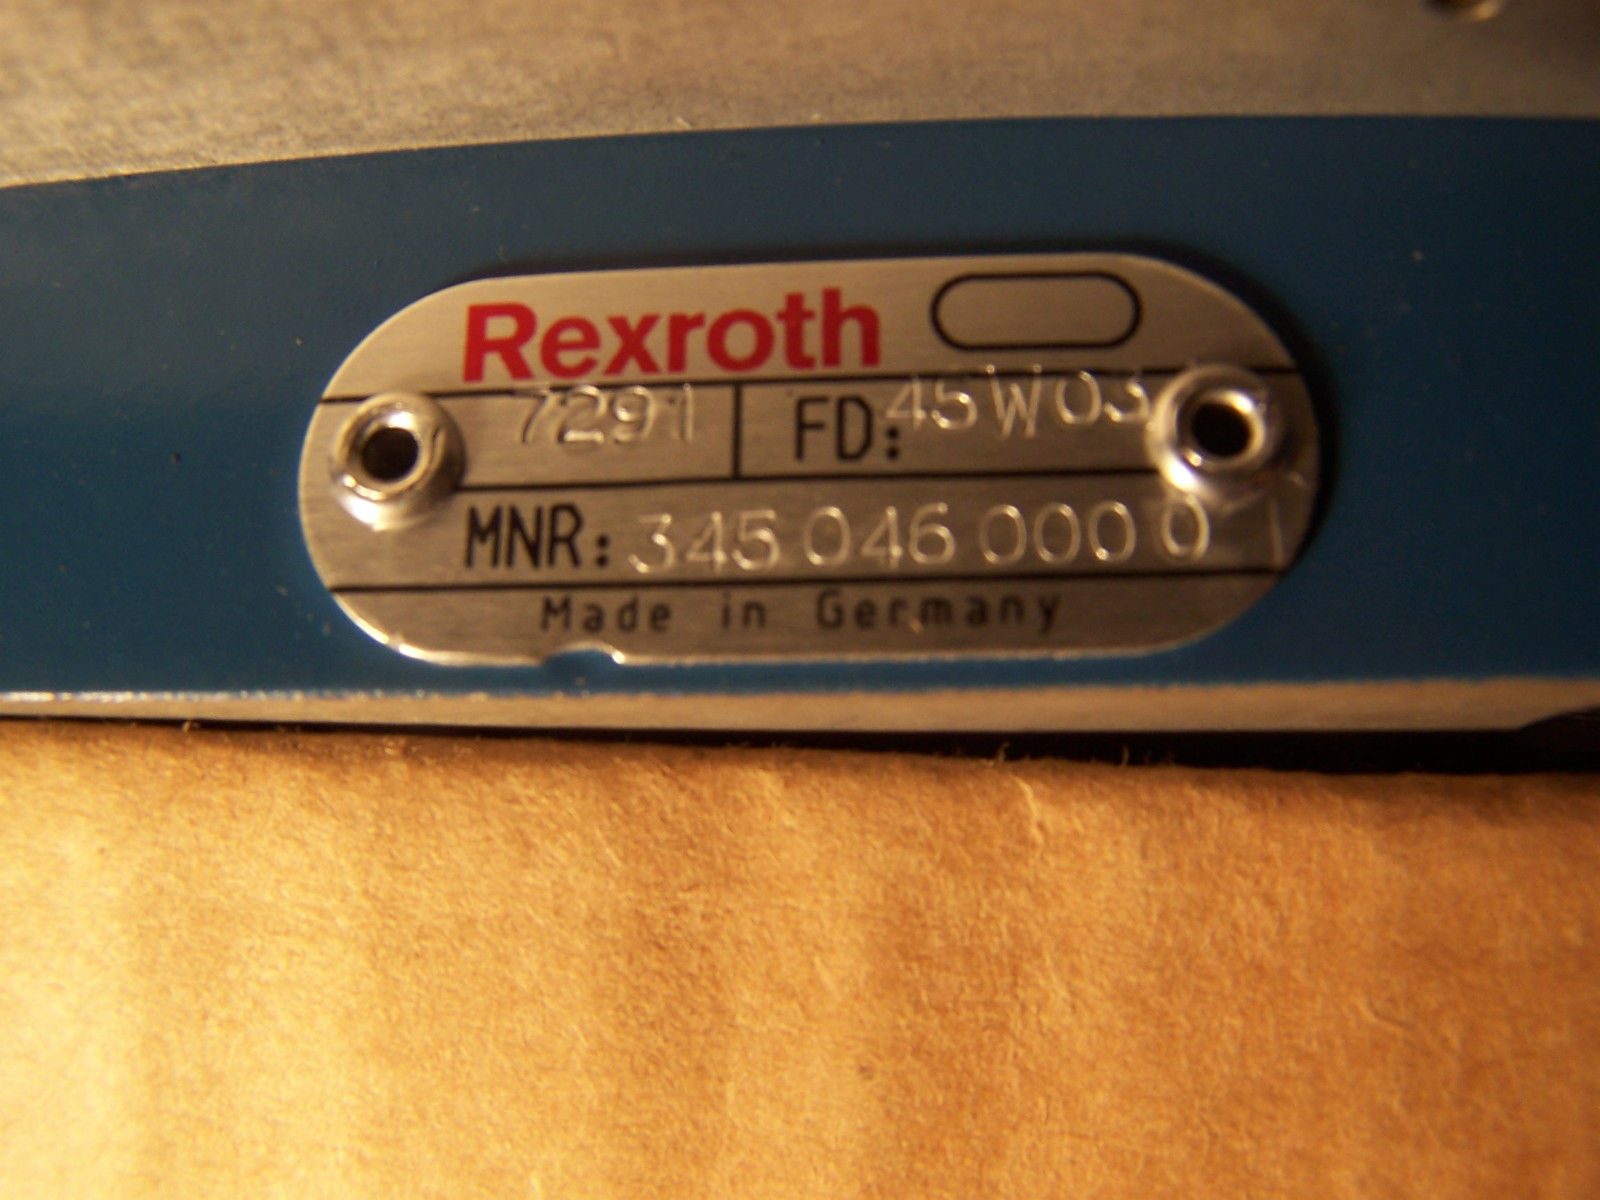 Rexroth
7291 FD: 45W03
MNR: 345 046 000 0
Made in Germany